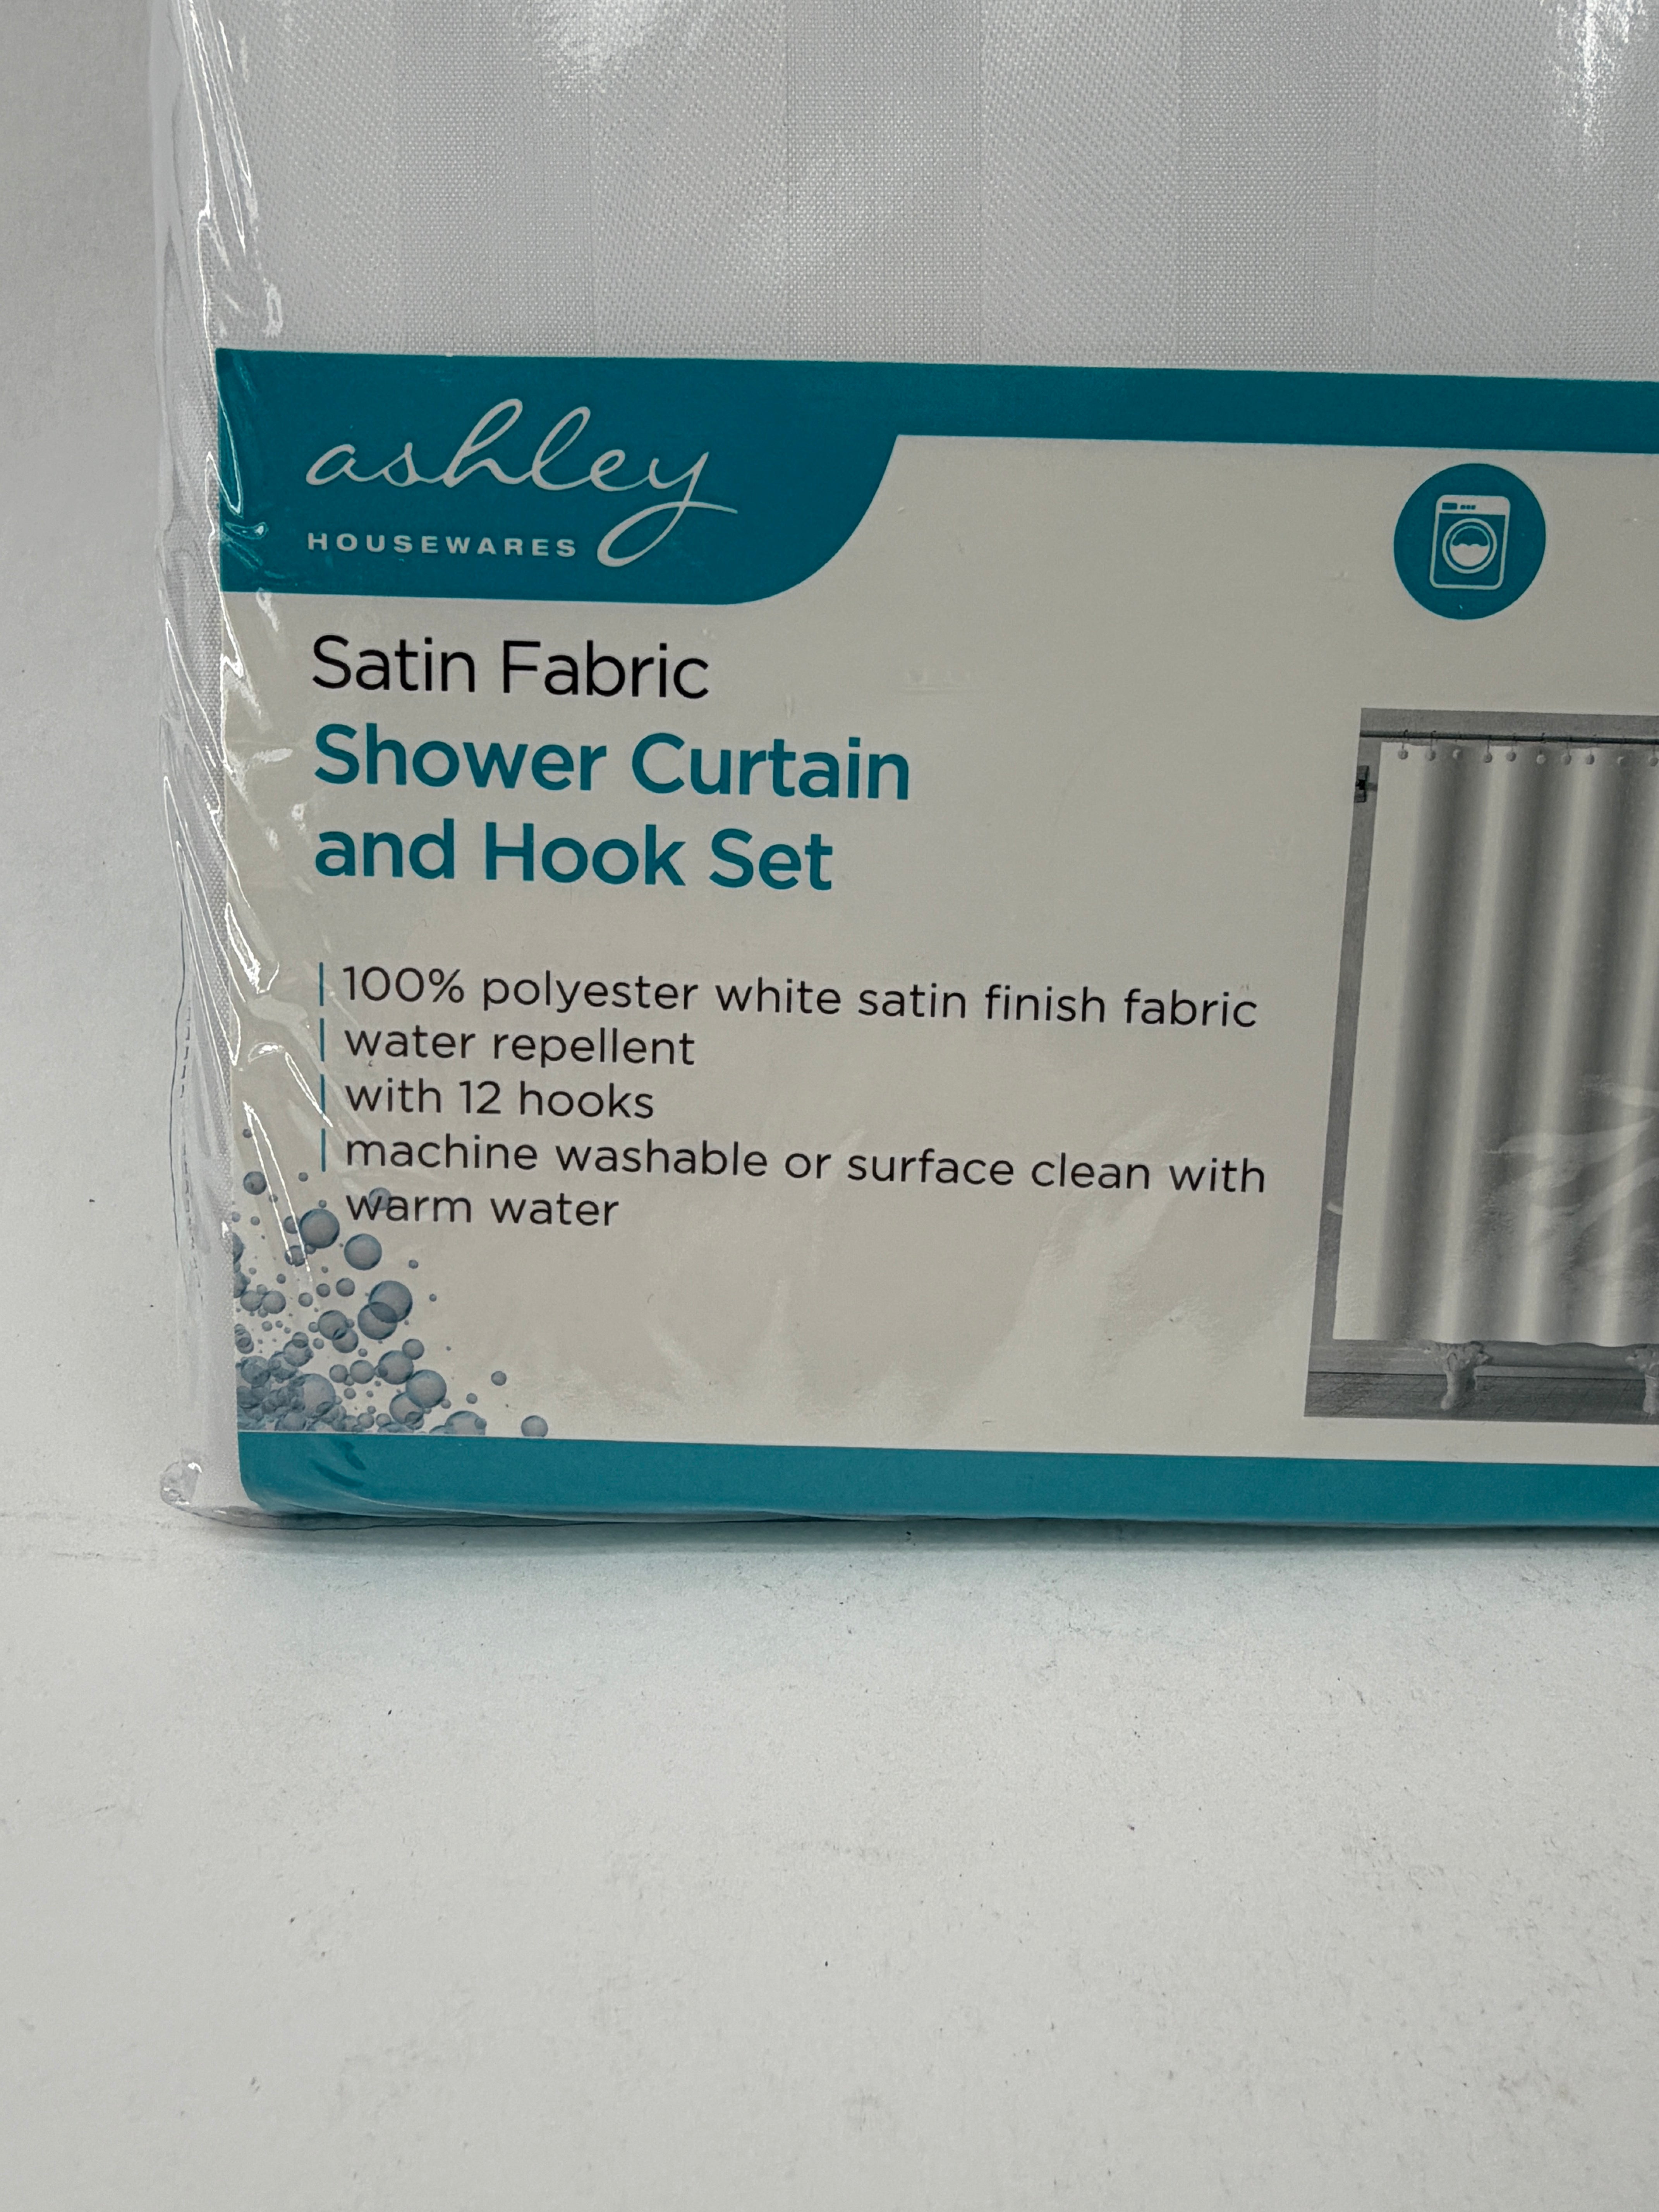 ashley
HOUSEWARES
Satin Fabric
Shower Curtain
and Hook Set
100% polyester white satin finish fabric
water repellent
with 12 hooks
machine washable or surface clean with
warm water